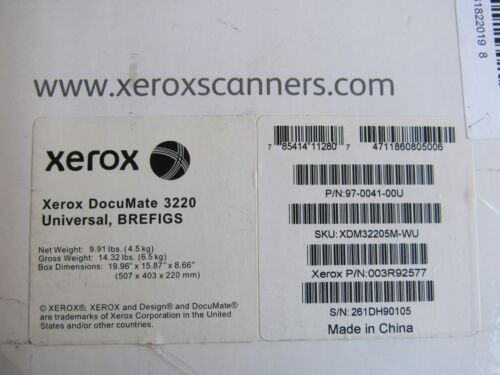 41822019 8
www.xeroxscanners.com
xerox
Xerox DocuMate 3220
Universal, BREFIGS
Net Weight: 9.91 lbs. (4.5 kg)
Gross Weight: 14.32 lbs. (6.5 kg)
Box Dimensions: 19.96" x 15.87" x 8.66"
(507 x 403 x 220 mm)
© XEROX®, XEROX and Design® and DocuMate®
are trademarks of Xerox Corporation in the United
States and/or other countries.
7 85414 11280 7
4711860805006
P/N:97-0041-00U
SKU: XDM32205M-WU
Xerox P/N:003R92577
S/N: 261DH90105
Made in China